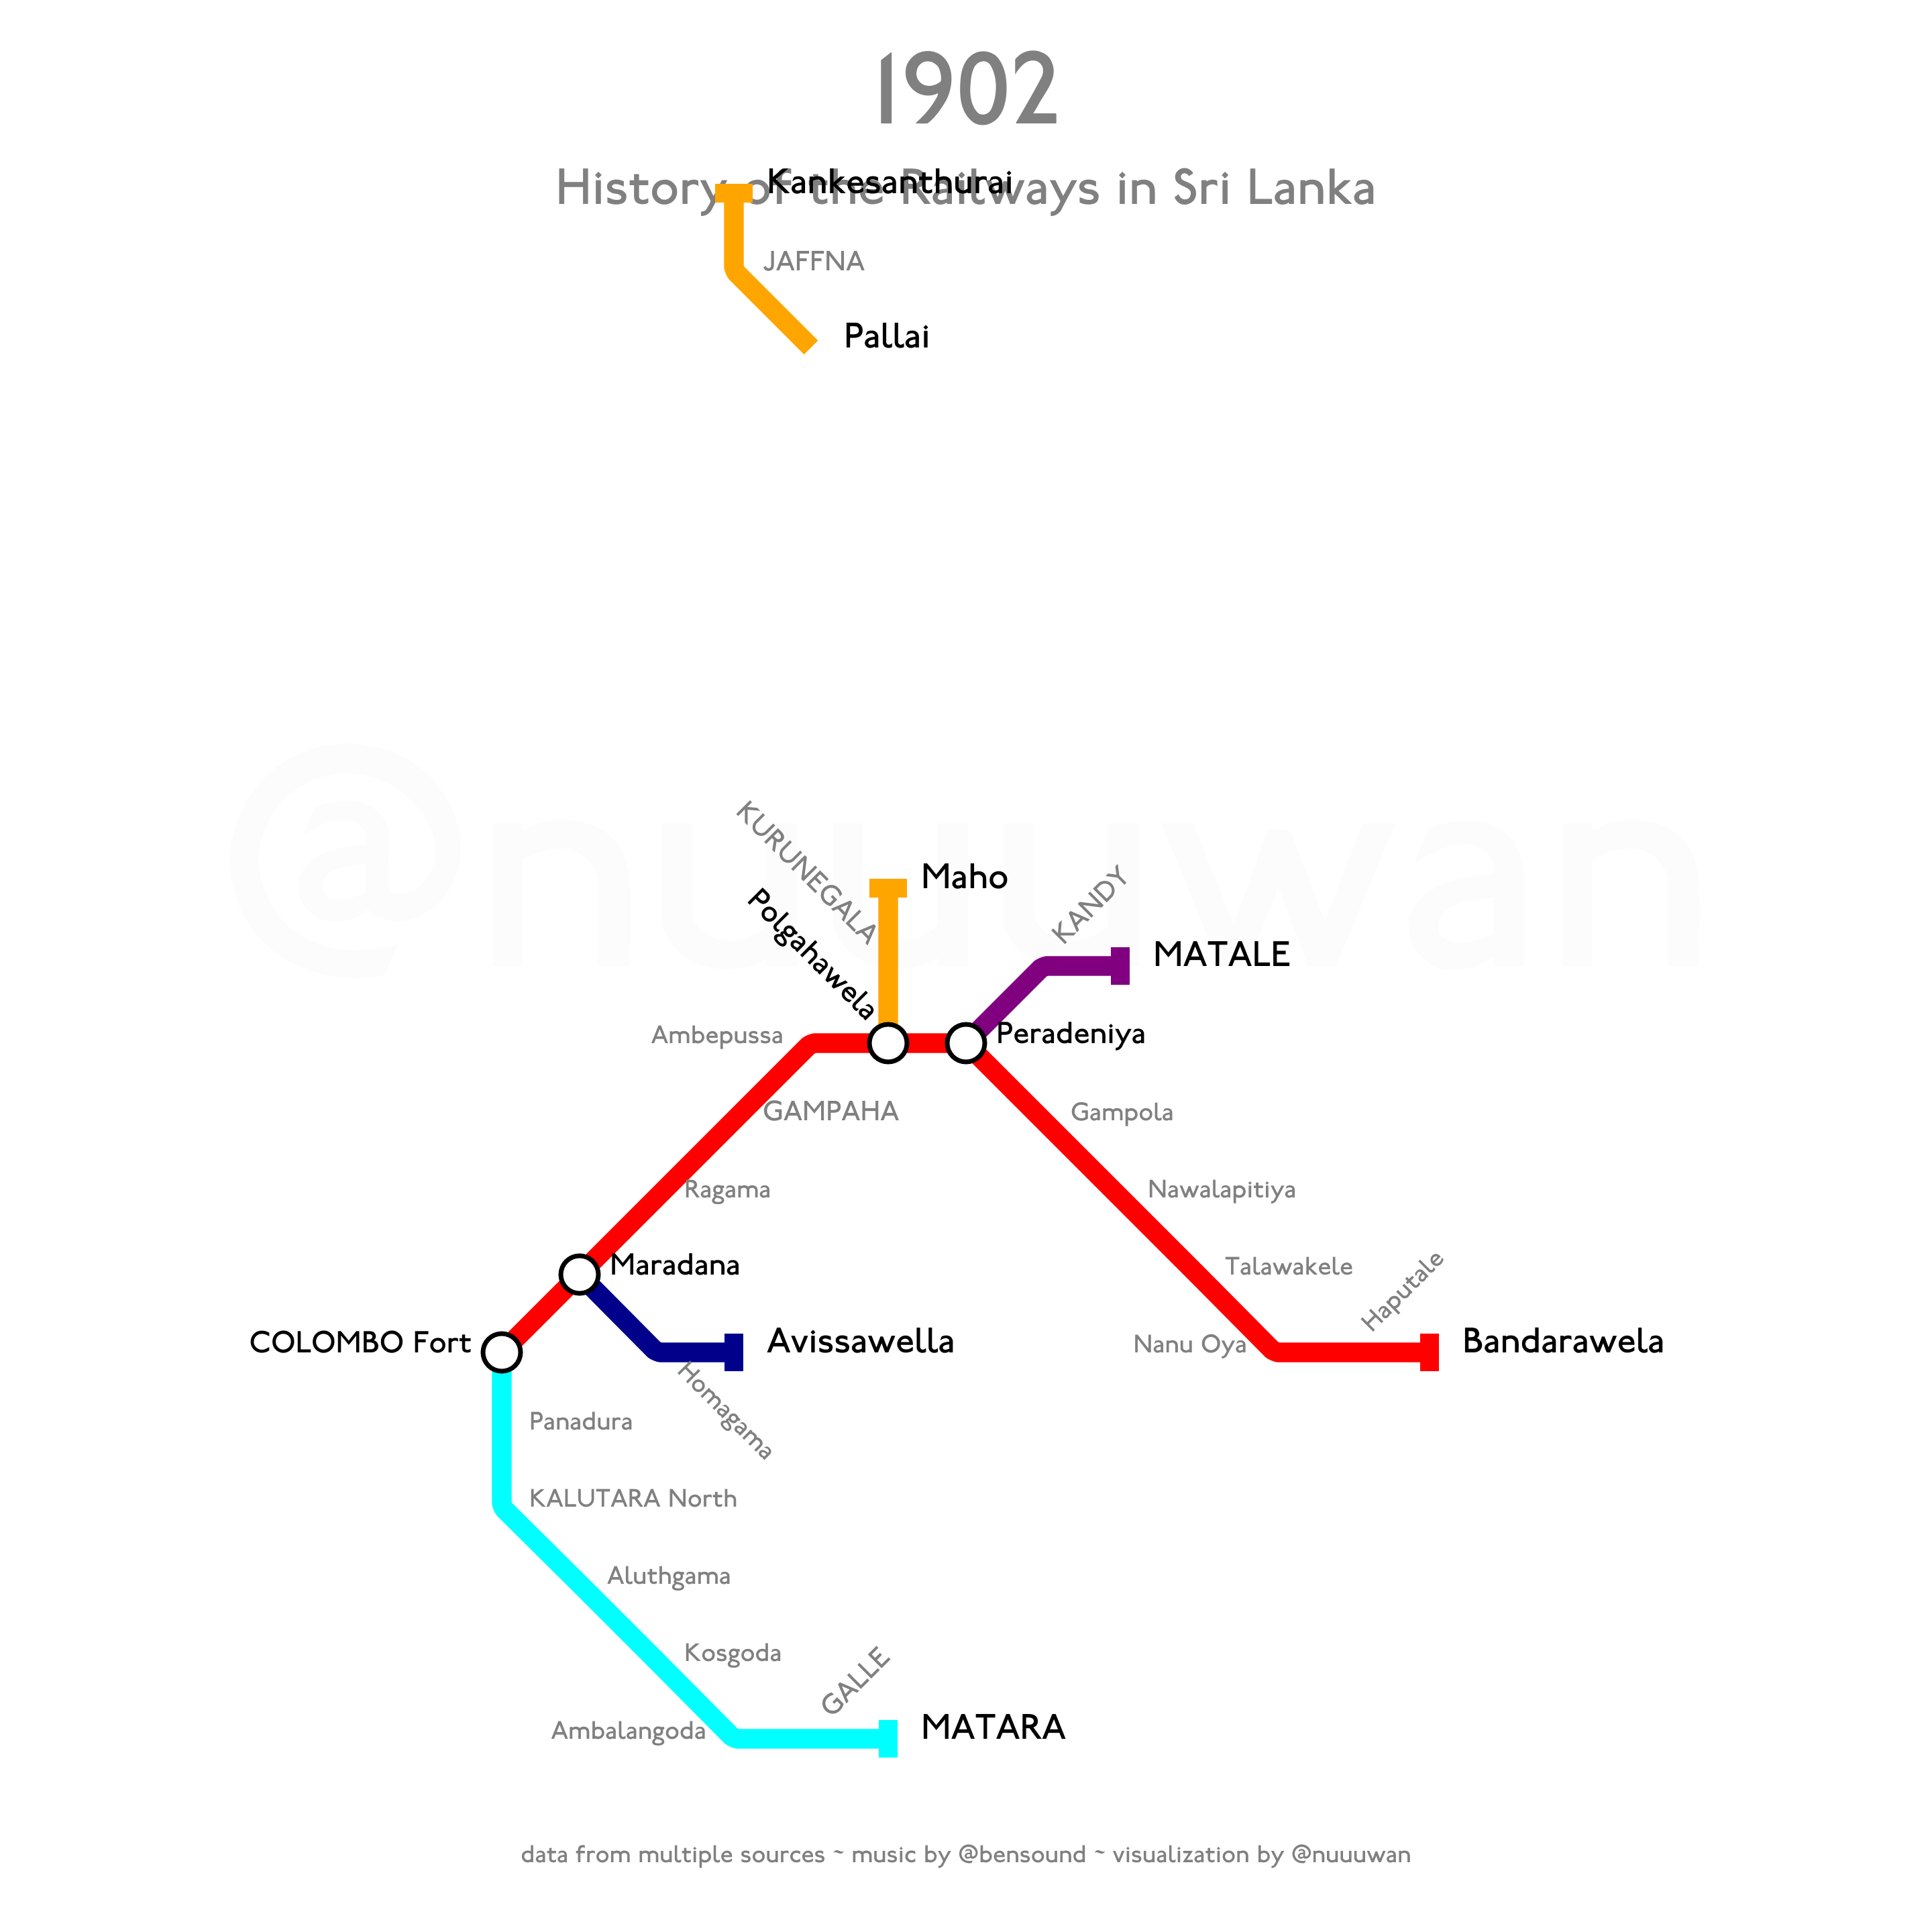 1902
History of the Railways in Sri Lanka
Kankesanthurai
JAFFNA
Pallai
@nuuuwan
KURUNEGALA
Maho
KANDY
Polgahawela
MATALE
Ambepussa
Peradeniya
GAMPAHA
Gampola
Ragama
Nawalapitiya
Maradana
Talawakele
Haputale
COLOMBO Fort
Avissawella
Nanu Oya
Bandarawela
Homagama
Panadura
KALUTARA North
Aluthgama
Kosgoda
GALLE
Ambalangoda
MATARA
data from multiple sources ~ music by @bensound ~ visualization by @nuuuwan